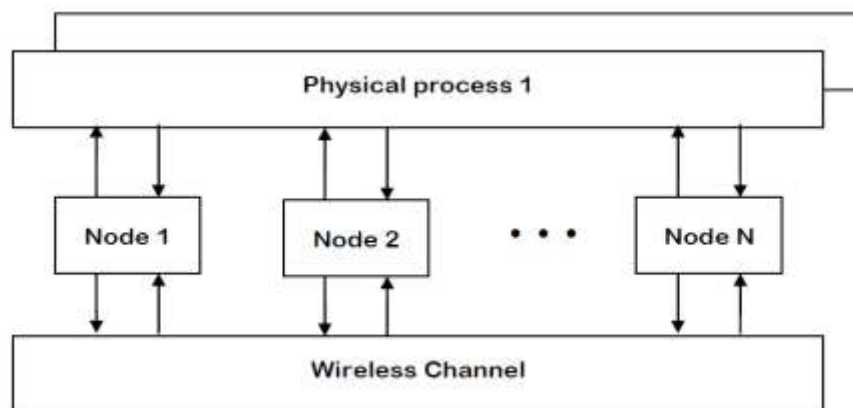 Physical process 1
Node 1
Node 2
• • •
Node N
Wireless Channel